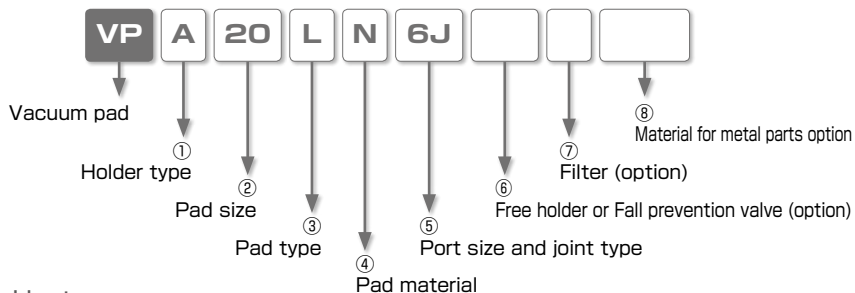 VP A 20 L N 6J
Vacuum pad
①
Holder type
②
Pad size
③
Pad type
④
Pad material
⑤
Port size and joint type
⑥
Free holder or Fall prevention valve (option)
⑦
Filter (option)
⑧
Material for metal parts option